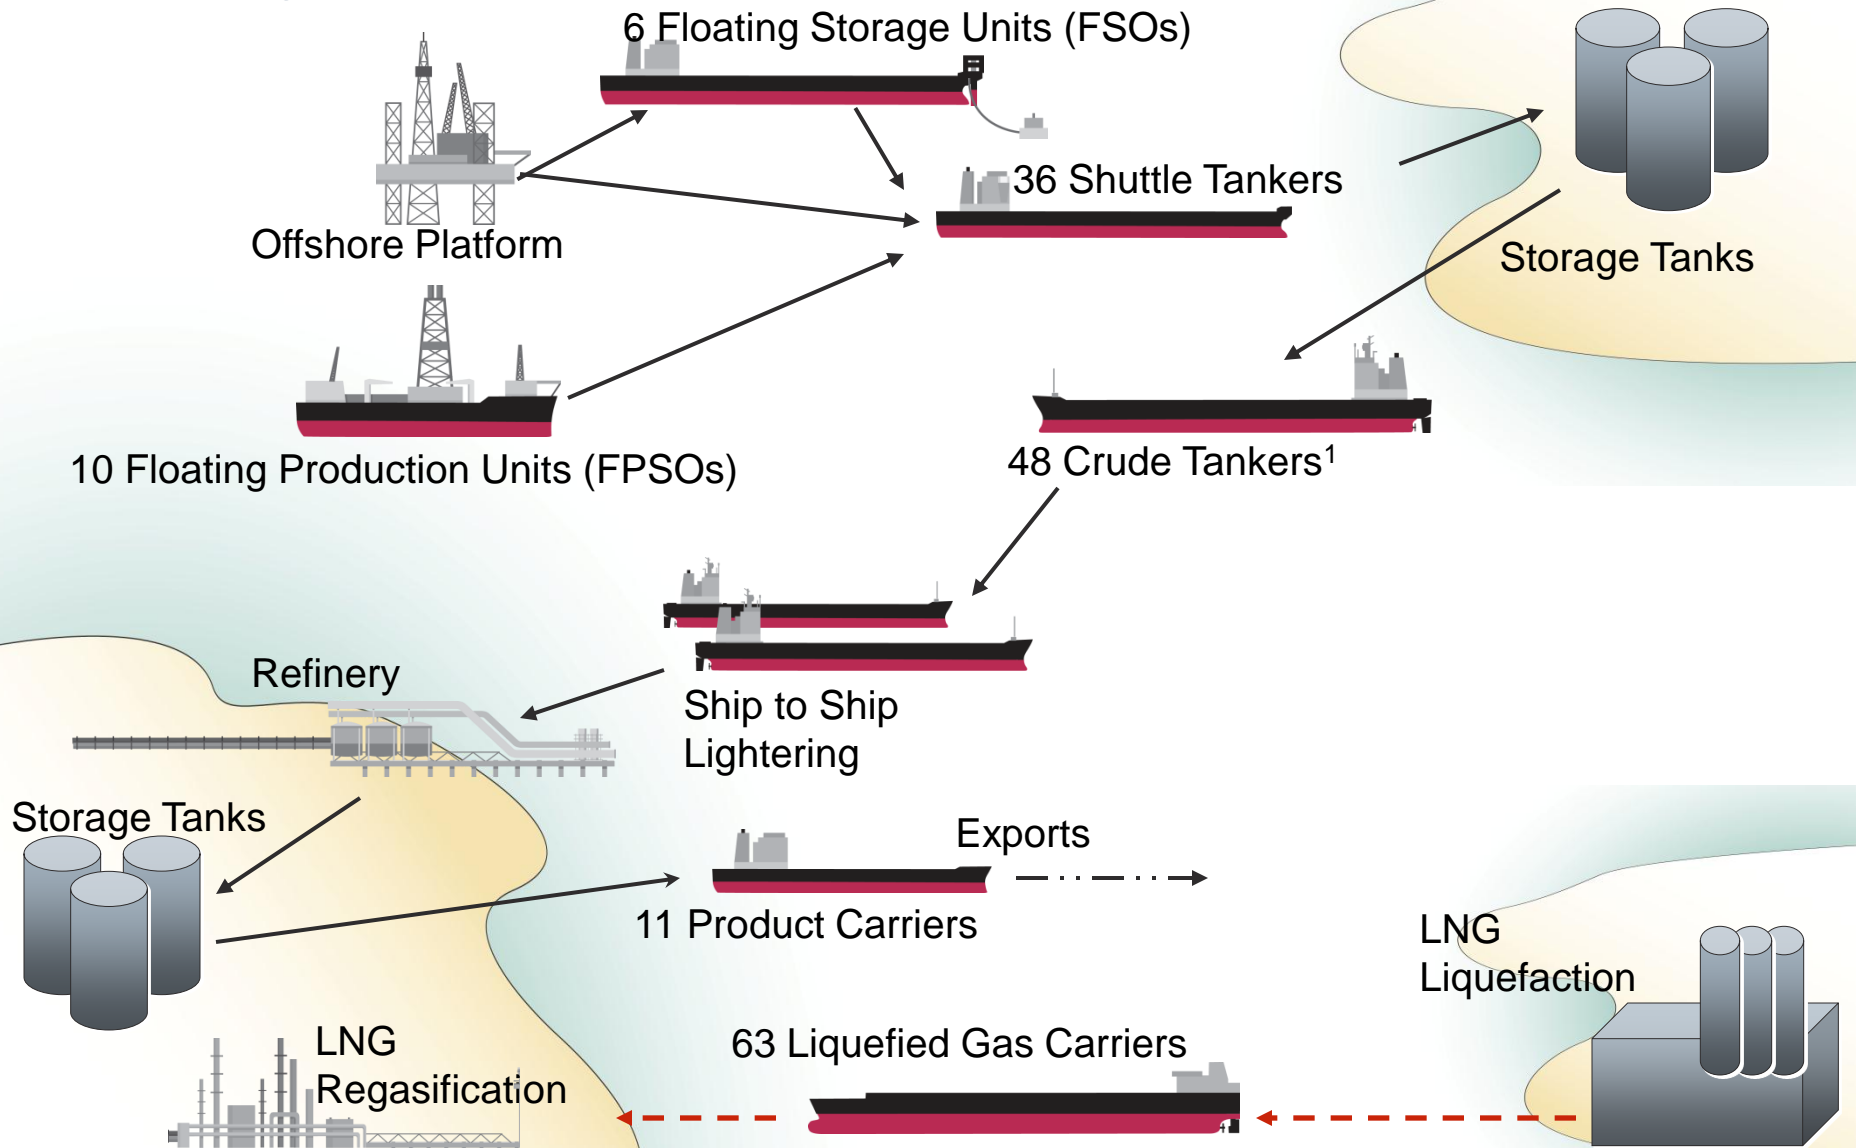 6 Floating Storage Units (FSOs)
36 Shuttle Tankers
Offshore Platform
Storage Tanks
10 Floating Production Units (FPSOs)
48 Crude Tankers¹
Refinery
Ship to Ship
Lightering
Storage Tanks
Exports
11 Product Carriers
LNG
Liquefaction
LNG
Regasification
63 Liquefied Gas Carriers